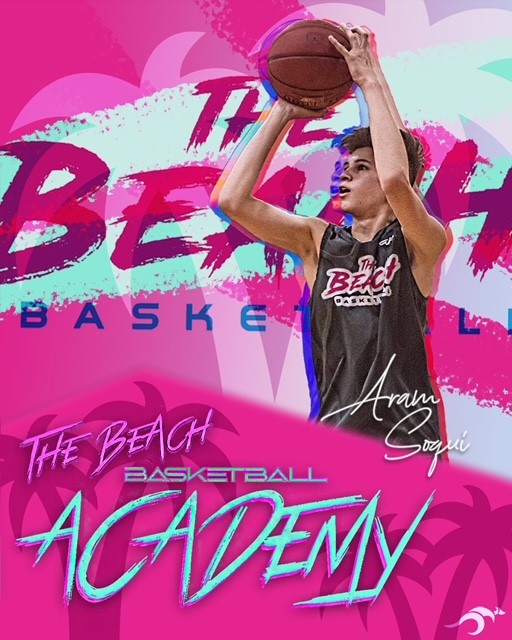 THE
BEACH
BASKETBALL
THE
BEACH
BASKETBALL
Aram
Soqui
THE BEACH
BASKETBALL
ACADEMY